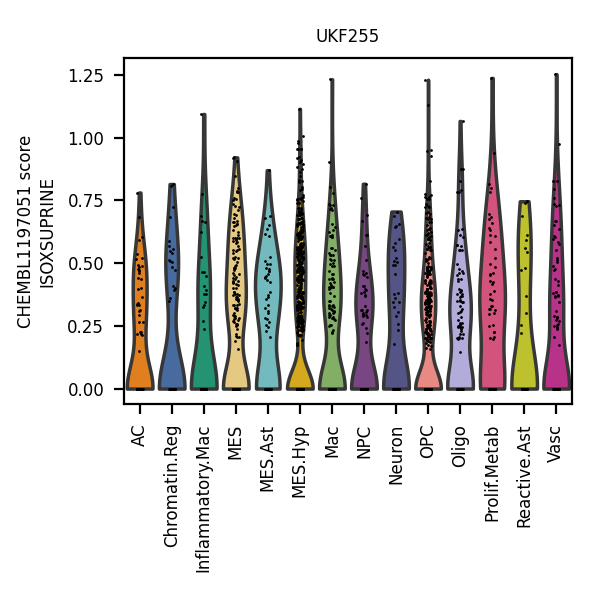 UKF255
CHEMBL1197051 score
ISOXSUPRINE
1.25
1.00
0.75
0.50
0.25
0.00
AC
Chromatin.Reg
Inflammatory.Mac
MES
MES.Ast
MES.Hyp
Mac
NPC
Neuron
OPC
Oligo
Prolif.Metab
Reactive.Ast
Vasc